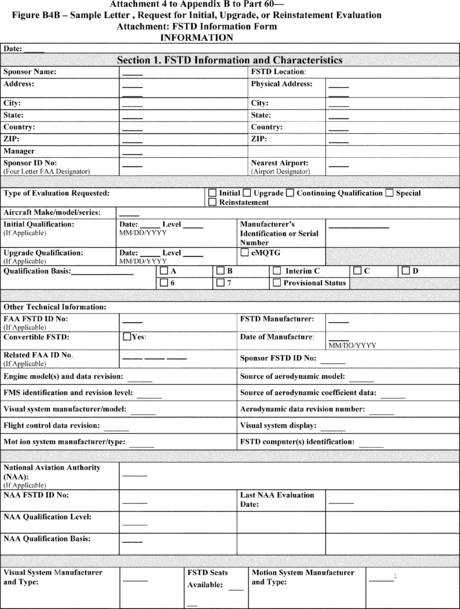 Attachment 4 to Appendix B to Part 60—
Figure B4B – Sample Letter , Request for Initial, Upgrade, or Reinstatement Evaluation
Attachment: FSTD Information Form
INFORMATION
Date: _____
Section 1. FSTD Information and Characteristics
Sponsor Name: _____ FSTD Location: _____
Address: _____ Physical Address: _____
City: _____ City: _____
State: _____ State: _____
Country: _____ Country: _____
ZIP: _____ ZIP: _____
Manager _____
Sponsor ID No: _____ Nearest Airport: _____
(Four Letter FAA Designator) (Airport Designator)
Type of Evaluation Requested: ☐ Initial ☐ Upgrade ☐ Continuing Qualification ☐ Special
☐ Reinstatement
Aircraft Make/model/series: _____
Initial Qualification: Date: _____ Level _____ Manufacturer's
(If Applicable) MM/DD/YYYY Identification or Serial
Number
Upgrade Qualification: Date: _____ Level _____ ☐ eMQTG
(If Applicable) MM/DD/YYYY
Qualification Basis: _____ ☐ A ☐ B ☐ Interim C ☐ C ☐ D
☐ 6 ☐ 7 ☐ Provisional Status
Other Technical Information:
FAA FSTD ID No: _____ FSTD Manufacturer: _____
(If Applicable)
Convertible FSTD: ☐Yes: Date of Manufacture: _____
MM/DD/YYYY
Related FAA ID No. _____ _____ _____ Sponsor FSTD ID No: _____
(If Applicable)
Engine model(s) and data revision: _____ Source of aerodynamic model: _____
FMS identification and revision level: _____ Source of aerodynamic coefficient data: _____
Visual system manufacturer/model: _____ Aerodynamic data revision number: _____
Flight control data revision: _____ Visual system display: _____
Mot ion system manufacturer/type: _____ FSTD computer(s) identification: _____
National Aviation Authority
(NAA): _____
(If Applicable)
NAA FSTD ID No: _____ Last NAA Evaluation
Date:
NAA Qualification Level: _____
NAA Qualification Basis: _____
Visual System Manufacturer _____ FSTD Seats Motion System Manufacturer _____:
and Type: Available: _____ and Type: